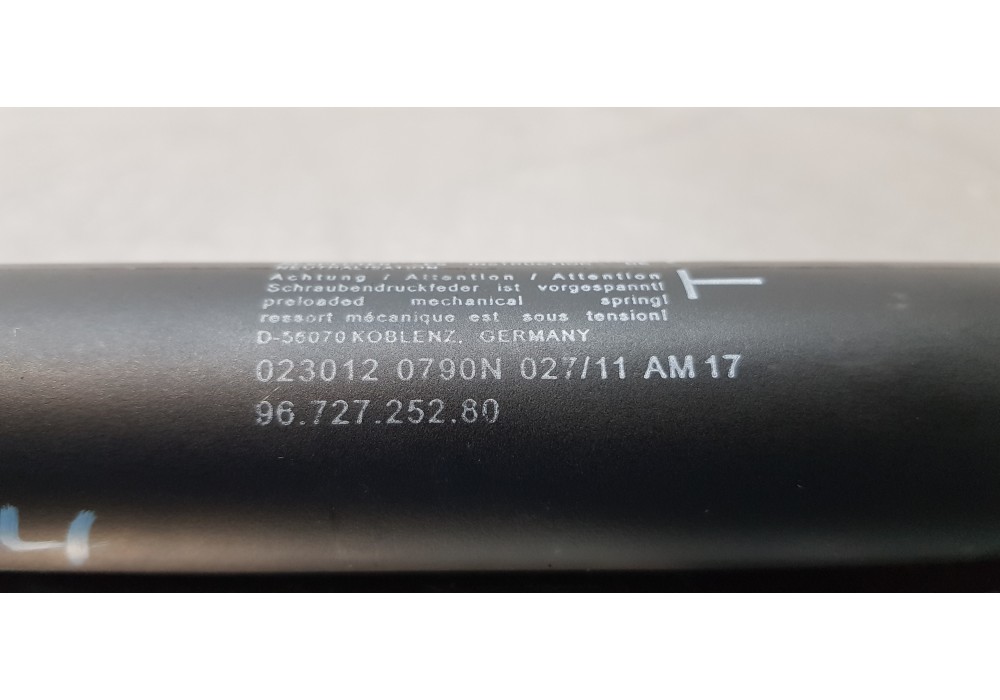 NEUTRALISATION
Achtung / Attention / Attention
Schraubendruckfeder ist vorgespannt!
preloaded mechanical spring!
ressort mécanique est sous tension!
D-56070 KOBLENZ, GERMANY
023012 0790N 027/11 AM 17
96.727.252.80